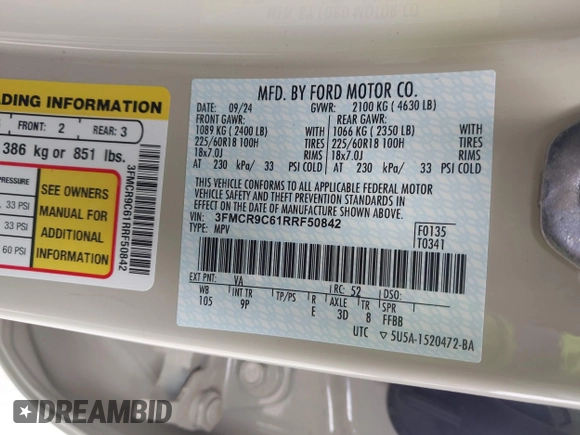 MFD. BY FORD MOTOR CO.
DATE: 09/24 GVWR: 2100 KG ( 4630 LB)
FRONT GAWR: REAR GAWR:
1089 KG ( 2400 LB) WITH 1066 KG ( 2350 LB) WITH
225/60R18 100H TIRES 225/60R18 100H TIRES
18x7.0J RIMS 18x7.0J RIMS
AT 230 kPa/ 33 PSI COLD AT 230 kPa/ 33 PSI COLD
THIS VEHICLE CONFORMS TO ALL APPLICABLE FEDERAL MOTOR
VEHICLE SAFETY AND THEFT PREVENTION STANDARDS IN
EFFECT ON THE DATE OF MANUFACTURE SHOWN ABOVE.
VIN: 3FMCR9C61RRF50842
TYPE: MPV
F0135
T0341
EXT PNT: VA RC: 52 DSO:
WB INT TR TP/PS R AXLE TR SPR
105 9P E 3D 8 FFBB
UTC ▽ 5U5A-1520472-BA
ADING INFORMATION
FRONT: 2 REAR: 3
386 kg or 851 lbs.
PRESSURE
33 PSI
33 PSI
60 PSI
SEE OWNERS
MANUAL FOR
ADDITIONAL
INFORMATION
3FMCR9C61RRF50842
DREAMBID